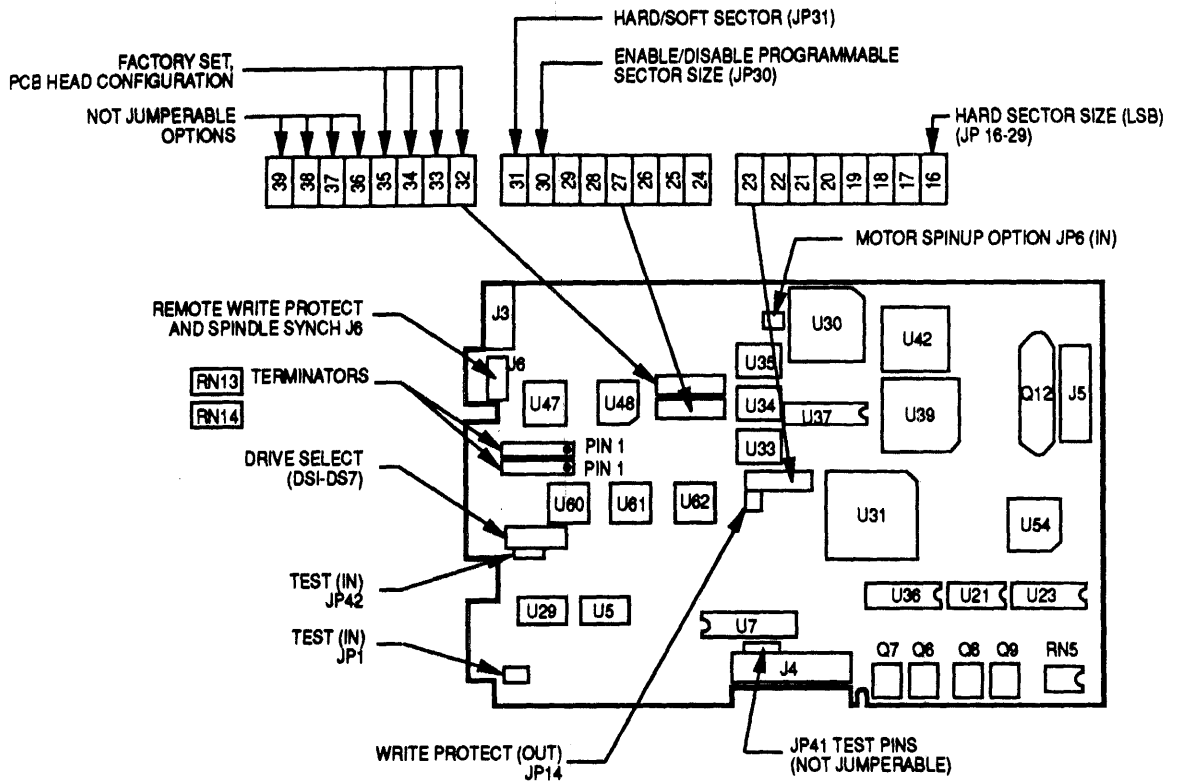 HARD/SOFT SECTOR (JP31)
FACTORY SET,
PCB HEAD CONFIGURATION
ENABLE/DISABLE PROGRAMMABLE
SECTOR SIZE (JP30)
NOT JUMPERABLE
OPTIONS
HARD SECTOR SIZE (LSB)
(JP 16-29)
39 38 37 36 35 34 33 32
31 30 29 28 27 26 25 24
23 22 21 20 19 18 17 16
MOTOR SPINUP OPTION JP6 (IN)
REMOTE WRITE PROTECT
AND SPINDLE SYNCH J6
J3
J6
U30
U42
U35
RN13
TERMINATORS
RN14
U47
U48
U34
U37
U39
Q12
J5
U33
PIN 1
PIN 1
DRIVE SELECT
(DSI-DS7)
U60
U61
U62
U31
U54
TEST (IN)
JP42
U29
U5
U7
U36
U21
U23
TEST (IN)
JP1
J4
Q7
Q6
Q8
Q9
RN5
WRITE PROTECT (OUT)
JP14
JP41 TEST PINS
(NOT JUMPERABLE)